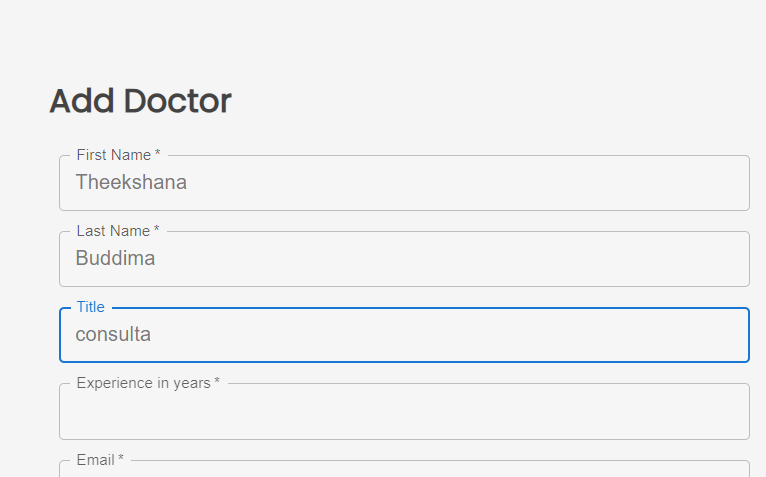 Add Doctor
First Name *
Theekshana
Last Name *
Buddima
Title
consulta
Experience in years *
Email *